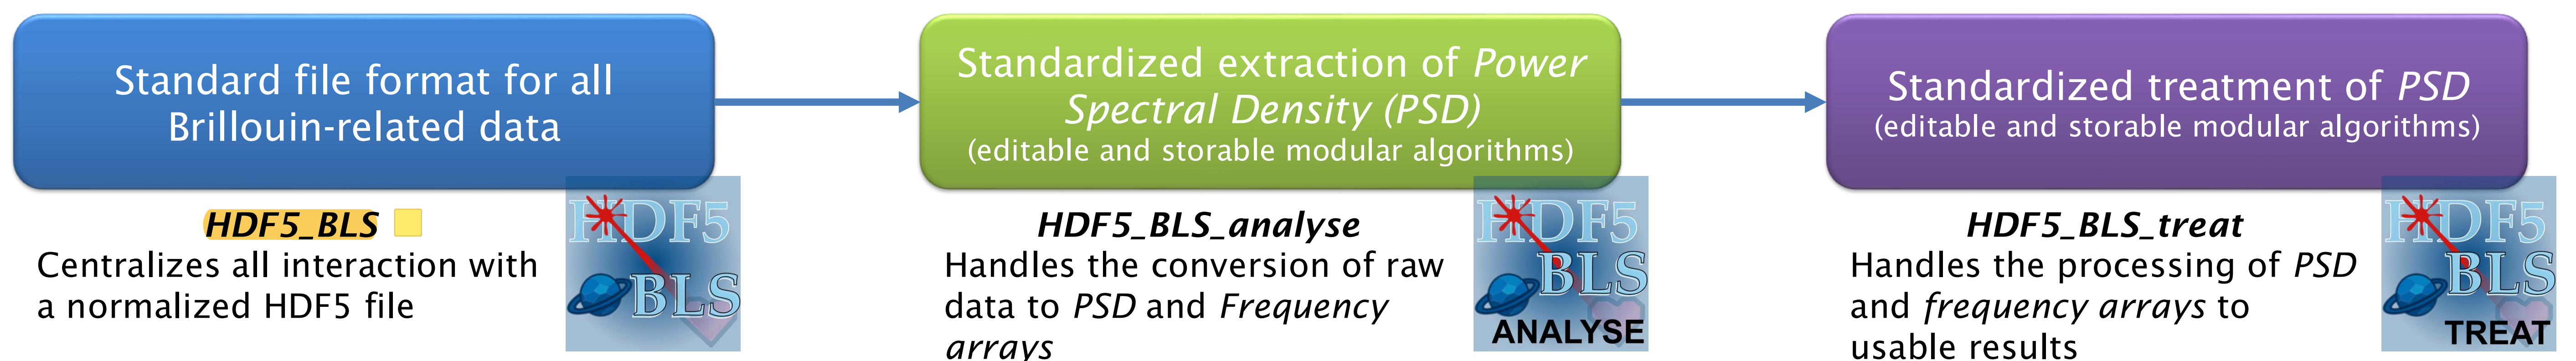 Standard file format for all
Brillouin-related data
HDF5_BLS
Centralizes all interaction with
a normalized HDF5 file
HDF5
BLS
Standardized extraction of Power
Spectral Density (PSD)
(editable and storable modular algorithms)
HDF5_BLS_analyse
Handles the conversion of raw
data to PSD and Frequency
arrays
HDF5
BLS
ANALYSE
Standardized treatment of PSD
(editable and storable modular algorithms)
HDF5_BLS_treat
Handles the processing of PSD
and frequency arrays to
usable results
HDF5
BLS
TREAT